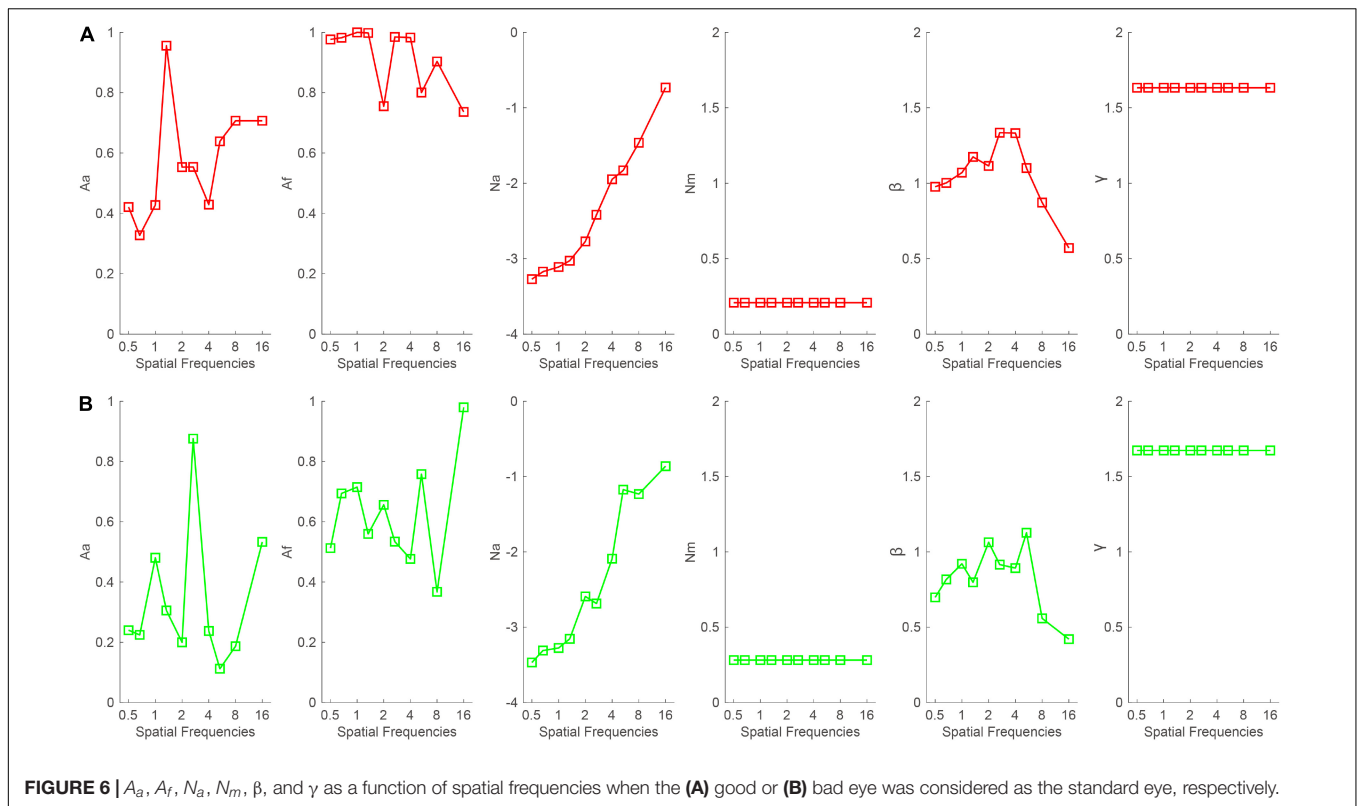 A
Aa
1
0.8
0.6
0.4
0.2
0
0.5 1 2 4 8 16
Spatial Frequencies
Af
1
0.8
0.6
0.4
0.2
0
0.5 1 2 4 8 16
Spatial Frequencies
Na
0
-1
-2
-3
-4
0.5 1 2 4 8 16
Spatial Frequencies
Nm
2
1.5
1
0.5
0
0.5 1 2 4 8 16
Spatial Frequencies
β
2
1.5
1
0.5
0
0.5 1 2 4 8 16
Spatial Frequencies
γ
2
1.5
1
0.5
0
0.5 1 2 4 8 16
Spatial Frequencies
B
Aa
1
0.8
0.6
0.4
0.2
0
0.5 1 2 4 8 16
Spatial Frequencies
Af
1
0.8
0.6
0.4
0.2
0
0.5 1 2 4 8 16
Spatial Frequencies
Na
0
-1
-2
-3
-4
0.5 1 2 4 8 16
Spatial Frequencies
Nm
2
1.5
1
0.5
0
0.5 1 2 4 8 16
Spatial Frequencies
β
2
1.5
1
0.5
0
0.5 1 2 4 8 16
Spatial Frequencies
γ
2
1.5
1
0.5
0
0.5 1 2 4 8 16
Spatial Frequencies
FIGURE 6 | Aa, Af, Na, Nm, β, and γ as a function of spatial frequencies when the (A) good or (B) bad eye was considered as the standard eye, respectively.